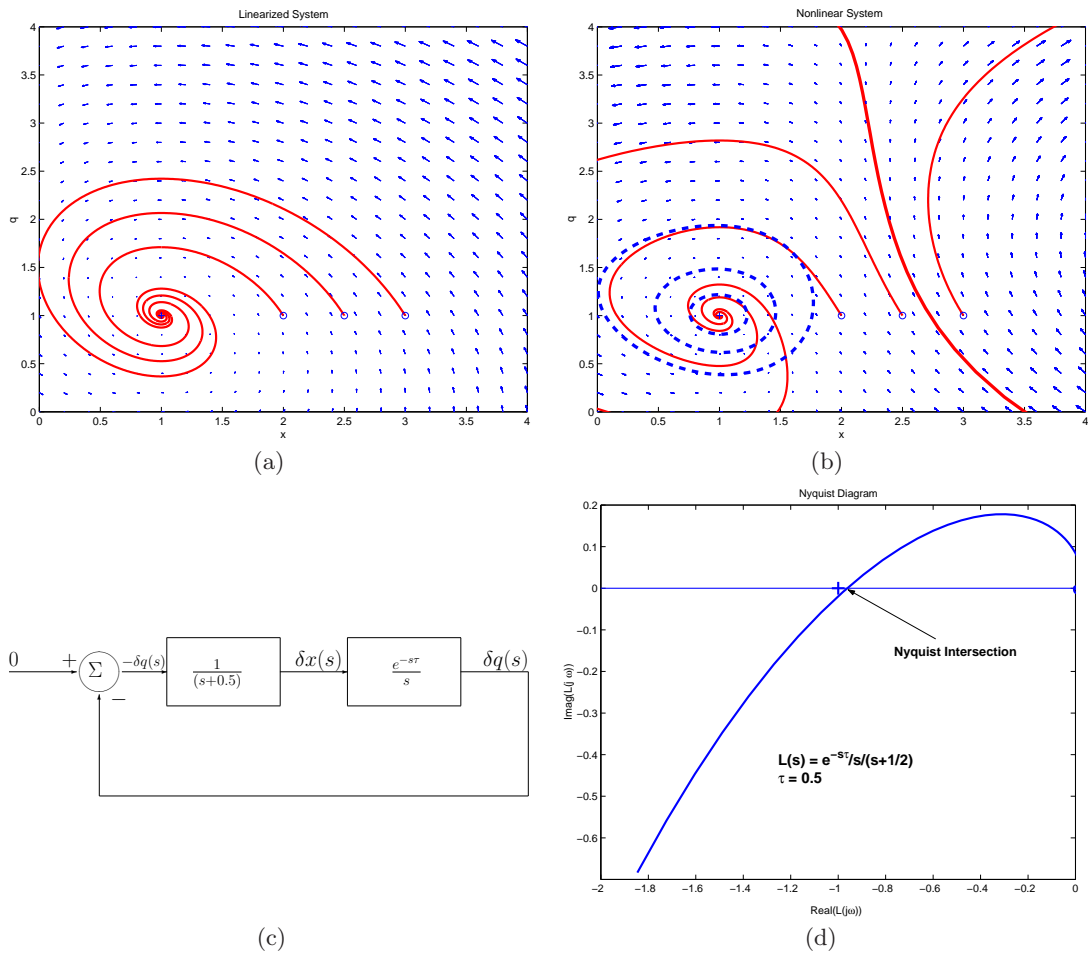 Linearized System
4
3.5
3
2.5
2
1.5
1
0.5
0
q
0 0.5 1 1.5 2 2.5 3 3.5 4
x
(a)
Nonlinear System
4
3.5
3
2.5
2
1.5
1
0.5
0
q
0 0.5 1 1.5 2 2.5 3 3.5 4
x
(b)
0 + Σ −δq(s) 1/(s+0.5) δx(s) e^{−sτ}/s δq(s)
−
(c)
Nyquist Diagram
0.2
0.1
0
−0.1
−0.2
−0.3
−0.4
−0.5
−0.6
Imag(L(j ω))
Nyquist Intersection
L(s) = e^{−sτ}/s/(s+1/2)
τ = 0.5
−2 −1.8 −1.6 −1.4 −1.2 −1 −0.8 −0.6 −0.4 −0.2 0
Real(L(jω))
(d)